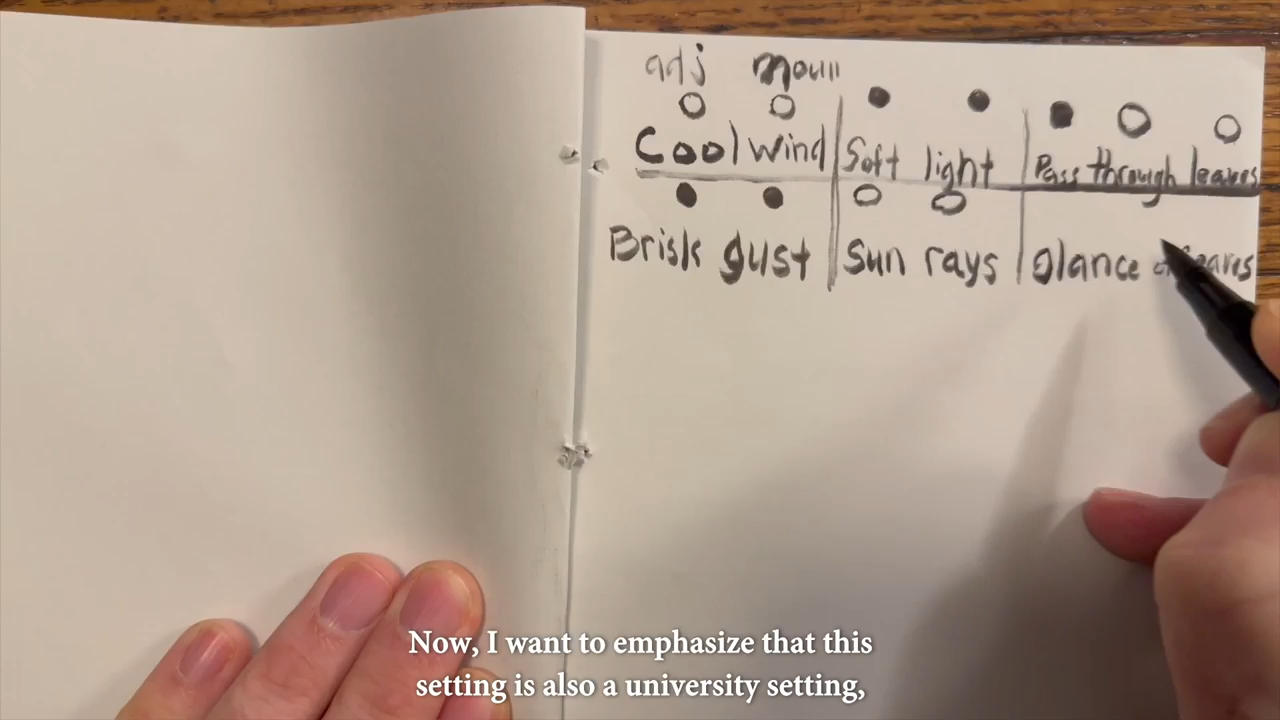 adj noun
Cool wind Soft light Pass through leaves
Brisk gust Sun rays glance leaves
Now, I want to emphasize that this
setting is also a university setting,